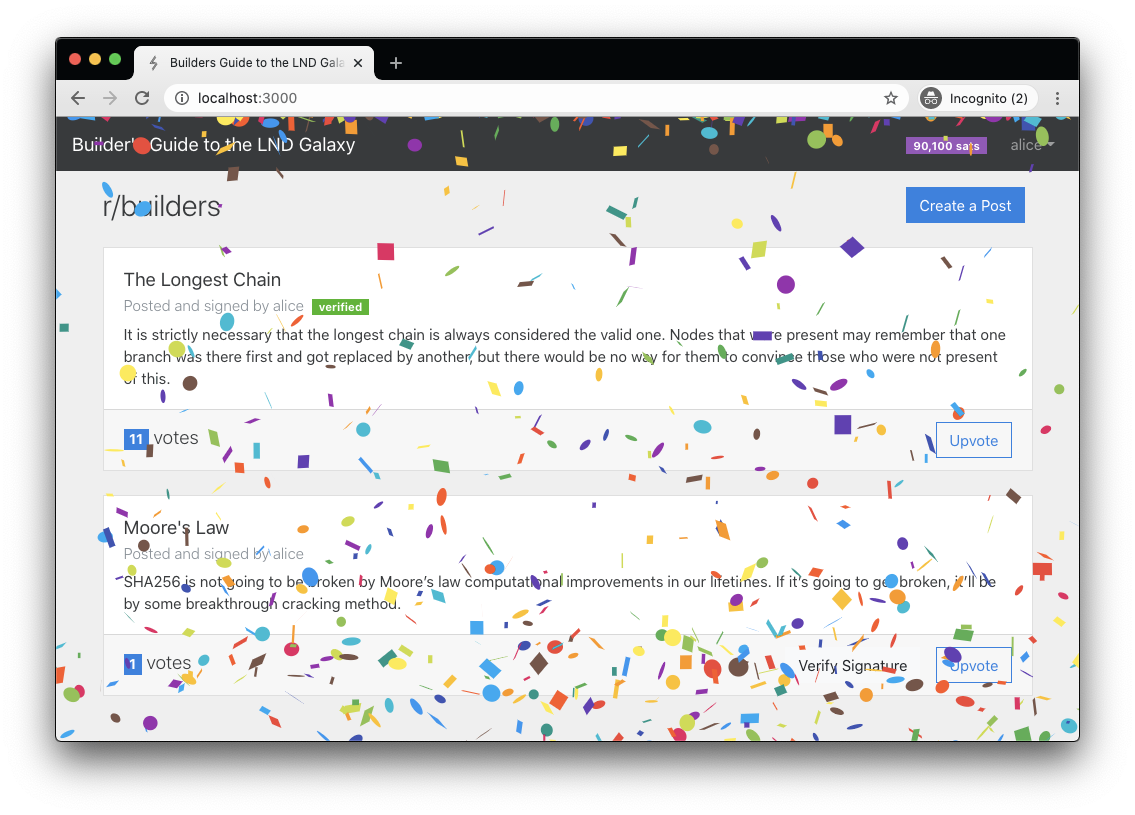 Builders Guide to the LND Gala
localhost:3000
Incognito (2)
Builder's Guide to the LND Galaxy
90,100 sats
alice
r/builders
Create a Post
The Longest Chain
Posted and signed by alice verified
It is strictly necessary that the longest chain is always considered the valid one. Nodes that were present may remember that one
branch was there first and got replaced by another, but there would be no way for them to convince those who were not present
of this.
11 votes
Upvote
Moore's Law
Posted and signed by alice
SHA256 is not going to be broken by Moore’s law computational improvements in our lifetimes. If it’s going to get broken, it’ll be
by some breakthrough cracking method.
1 votes
Verify Signature
Upvote